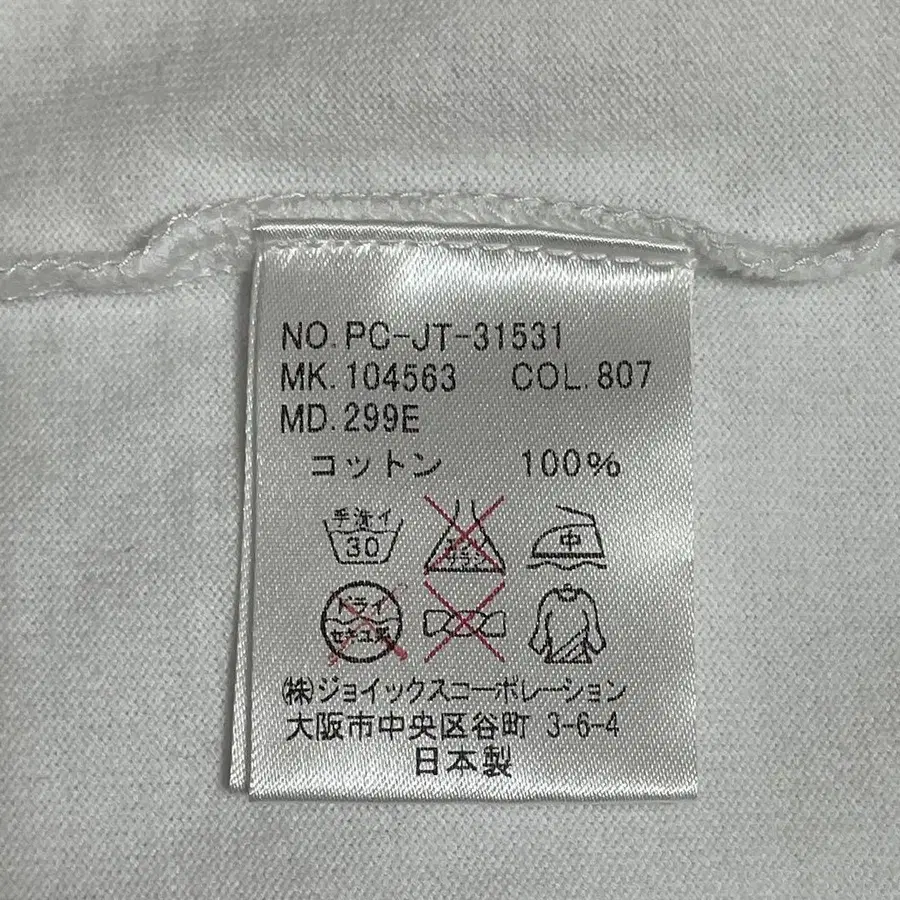 NO. PC-JT-31531
MK. 104563 COL. 807
MD. 299E
コットン 100%
手洗イ
30
中
ドライ
セキユ系
㈱ジョイックスコーポレーション
大阪市中央区谷町 3-6-4
日本製